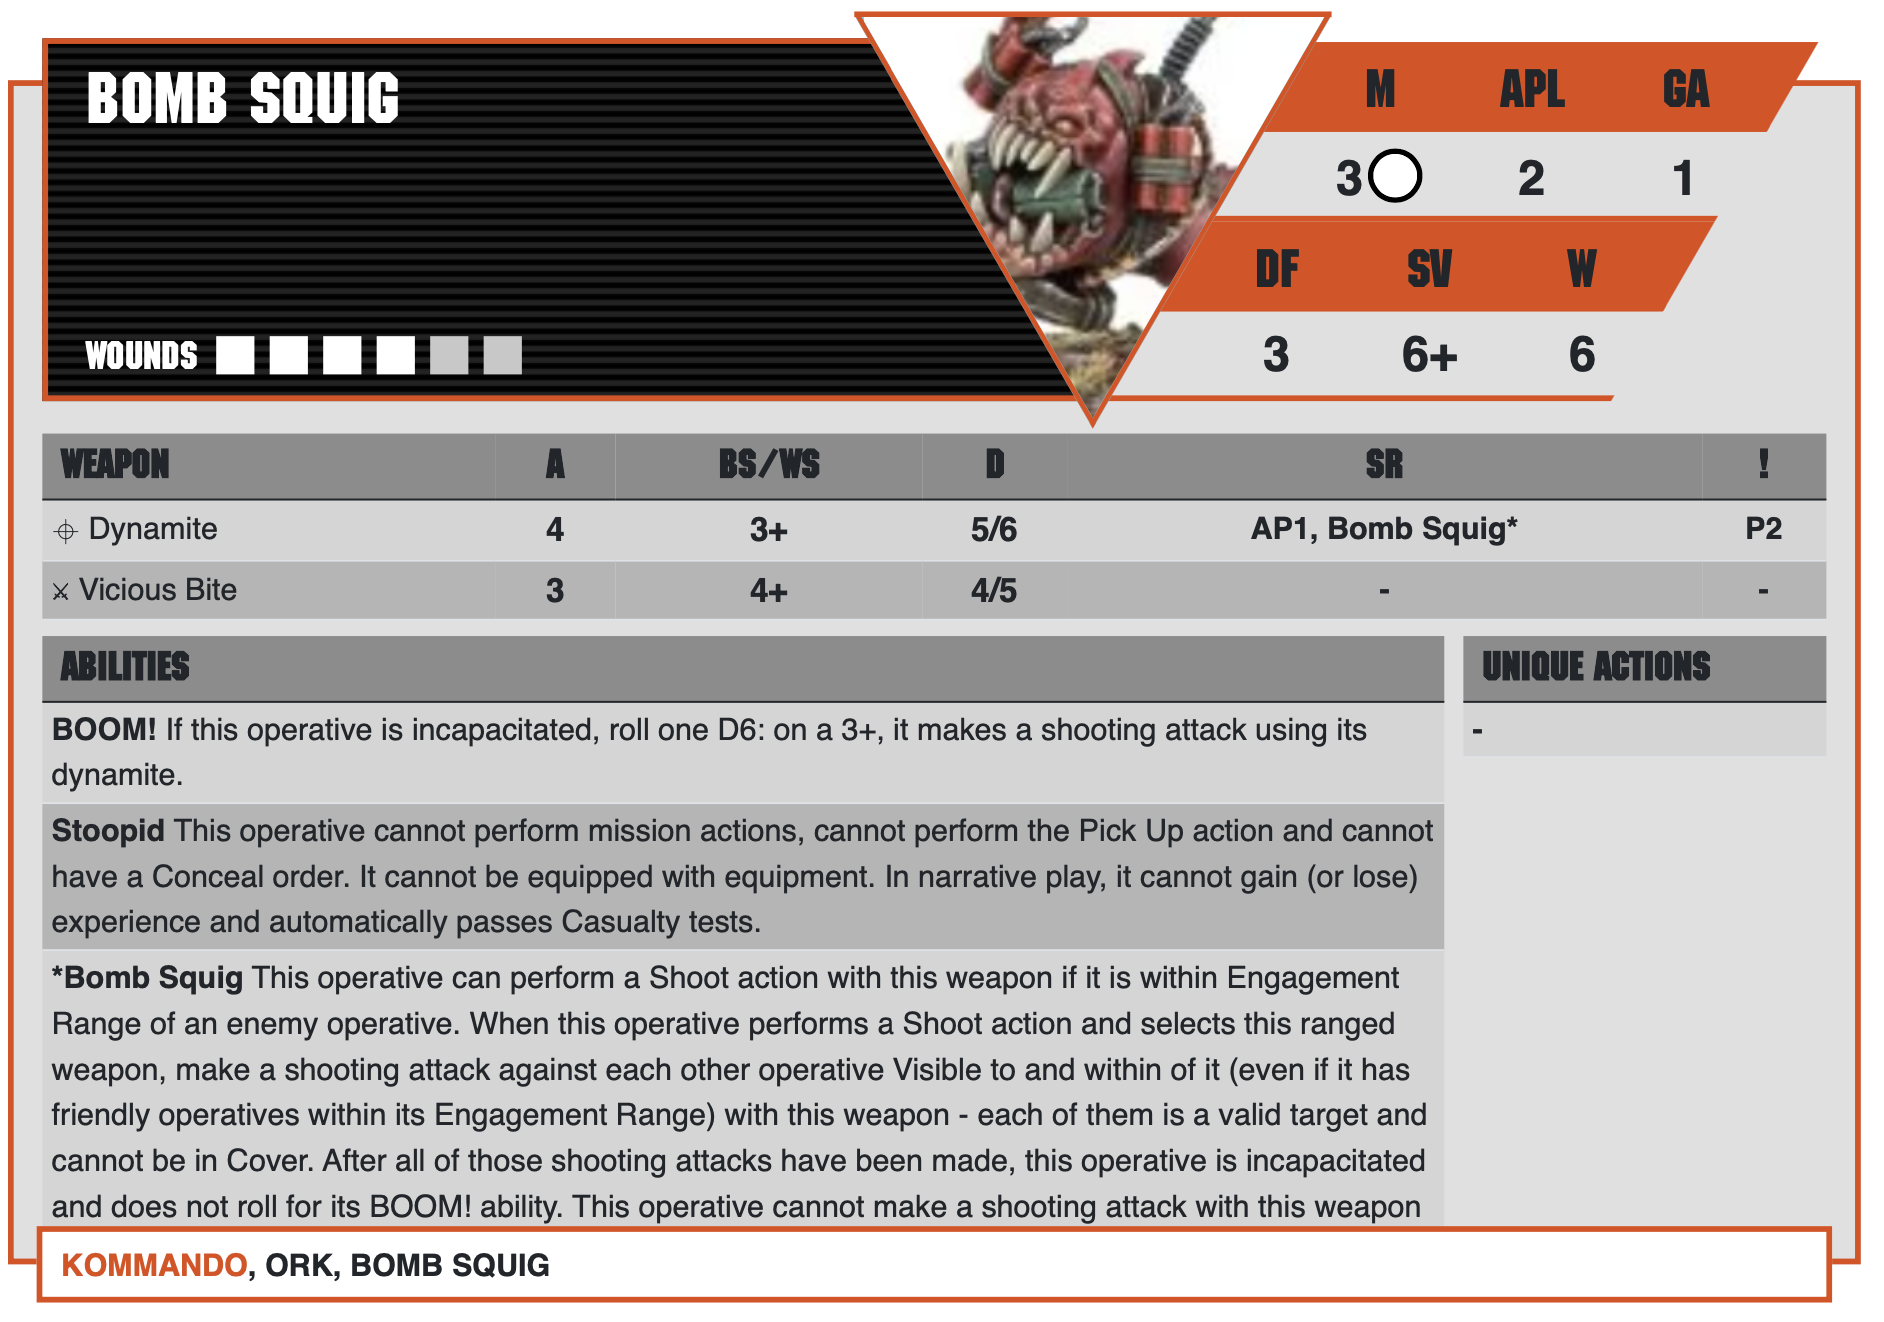 BOMB SQUIG
WOUNDS
M APL GA
3 2 1
DF SV W
3 6+ 6
WEAPON A BS/WS D SR !
Dynamite 4 3+ 5/6 AP1, Bomb Squig* P2
Vicious Bite 3 4+ 4/5 - -
ABILITIES
BOOM! If this operative is incapacitated, roll one D6: on a 3+, it makes a shooting attack using its
dynamite.
Stoopid This operative cannot perform mission actions, cannot perform the Pick Up action and cannot
have a Conceal order. It cannot be equipped with equipment. In narrative play, it cannot gain (or lose)
experience and automatically passes Casualty tests.
*Bomb Squig This operative can perform a Shoot action with this weapon if it is within Engagement
Range of an enemy operative. When this operative performs a Shoot action and selects this ranged
weapon, make a shooting attack against each other operative Visible to and within of it (even if it has
friendly operatives within its Engagement Range) with this weapon - each of them is a valid target and
cannot be in Cover. After all of those shooting attacks have been made, this operative is incapacitated
and does not roll for its BOOM! ability. This operative cannot make a shooting attack with this weapon
UNIQUE ACTIONS
-
KOMMANDO, ORK, BOMB SQUIG